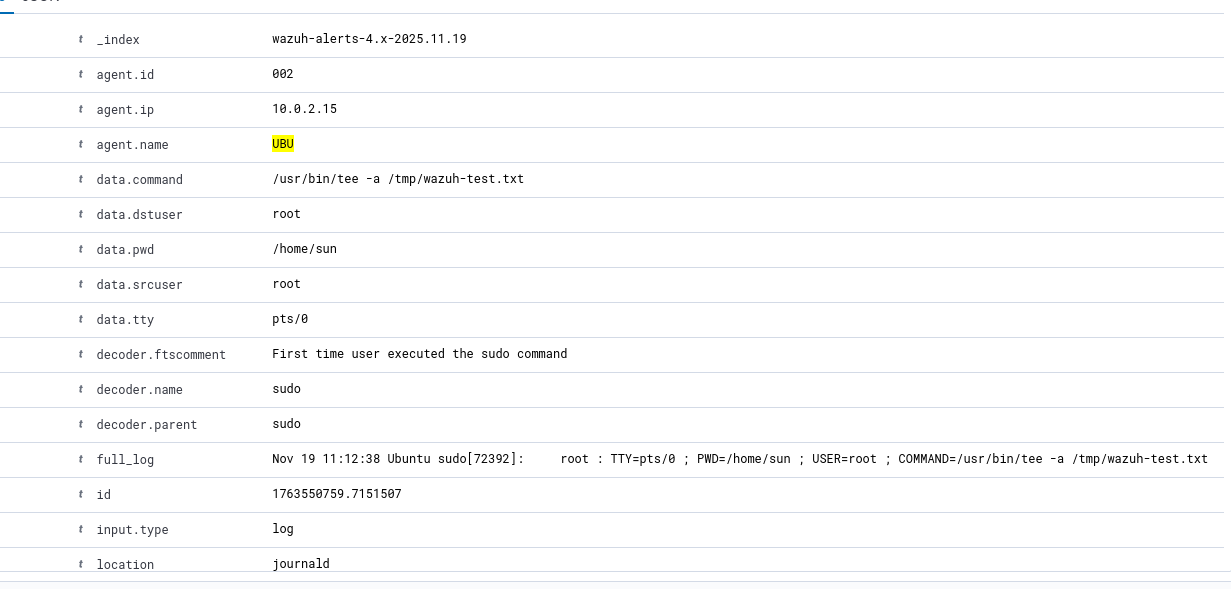 t _index wazuh-alerts-4.x-2025.11.19
t agent.id 002
t agent.ip 10.0.2.15
t agent.name UBU
t data.command /usr/bin/tee -a /tmp/wazuh-test.txt
t data.dstuser root
t data.pwd /home/sun
t data.srcuser root
t data.tty pts/0
t decoder.ftscomment First time user executed the sudo command
t decoder.name sudo
t decoder.parent sudo
t full_log Nov 19 11:12:38 Ubuntu sudo[72392]:     root : TTY=pts/0 ; PWD=/home/sun ; USER=root ; COMMAND=/usr/bin/tee -a /tmp/wazuh-test.txt
t id 1763550759.7151507
t input.type log
t location journald